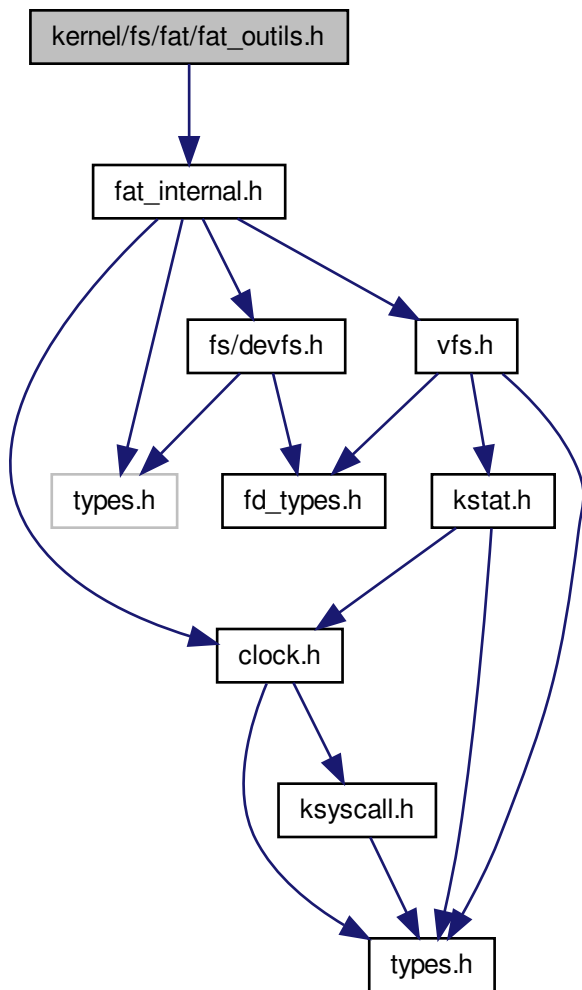 kernel/fs/fat/fat_outils.h
fat_internal.h
fs/devfs.h
vfs.h
types.h
fd_types.h
kstat.h
clock.h
ksyscall.h
types.h